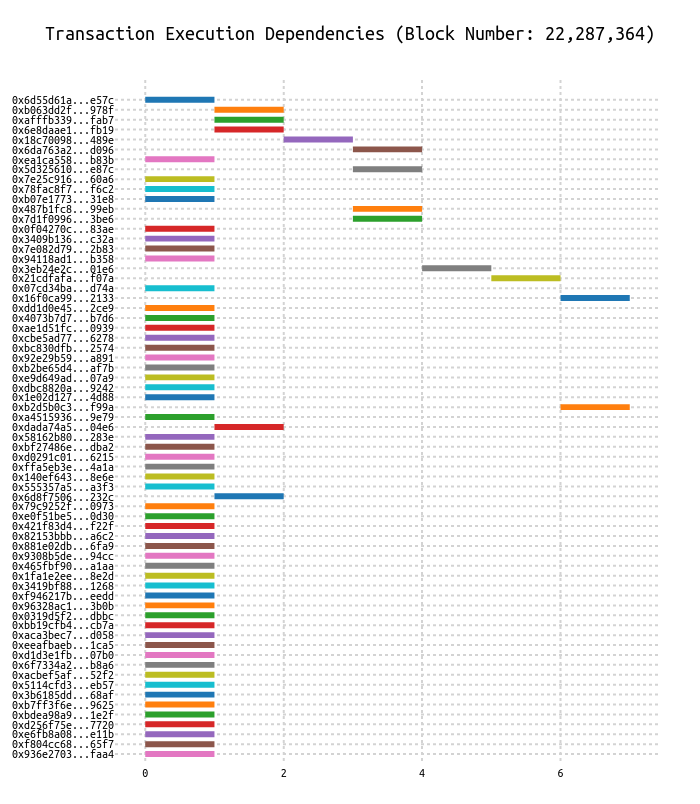 Transaction Execution Dependencies (Block Number: 22,287,364)
0x6d55d61a...e57c
0xb063dd2f...978f
0xafffb339...fab7
0x6e8daae1...fb19
0x18c70098...489e
0x6da763a2...d096
0xea1ca558...b83b
0x5d325610...e87c
0x7e25c916...60a6
0x78fac8f7...f6c2
0xb07e1773...31e8
0x487b1fc8...99eb
0x7d1f0996...3be6
0x0f04270c...83ae
0x3409b136...c32a
0x7e082d79...2b83
0x94118ad1...b358
0x3eb24e2c...01e6
0x21cdfafa...f07a
0x07cd34ba...d74a
0x16f0ca99...2133
0xdd1d0e45...2ce9
0x4073b7d7...b7d6
0xae1d51fc...0939
0xcbe5ad77...6278
0xbc830dfb...2574
0x92e29b59...a891
0xb2be65d4...af7b
0xe9d649ad...07a9
0xdbc8820a...9242
0x1e02d127...4d88
0xb2d5b0c3...f99a
0xa4515936...9e79
0xdada74a5...04e6
0x58162b80...283e
0xbf27486e...dba2
0xd0291c01...6215
0xffa5eb3e...4a1a
0x140ef643...8e6e
0x555357a5...a3f3
0x6d8f7506...232c
0x79c9252f...0973
0xe0f51be5...0d30
0x421f83d4...f22f
0x82153bbb...a6c2
0x881e02db...6fa9
0x9308b5de...94cc
0x465fbf90...a1aa
0x1fa1e2ee...8e2d
0x3419bf88...1268
0xf946217b...eedd
0x96328ac1...3b0b
0x0319d5f2...dbbc
0xbb19cfb4...cb7a
0xaca3bec7...d058
0xeeafbaeb...1ca5
0xd1d3e1fb...07b0
0x6f7334a2...b8a6
0xacbef5af...52f2
0x5114cfd3...eb57
0x3b6185dd...68af
0xb7ff3f6e...9625
0xbdea98a9...1e2f
0xd256f75e...7720
0xe6fb8a08...e11b
0xf804cc68...65f7
0x936e2703...faa4
0 2 4 6